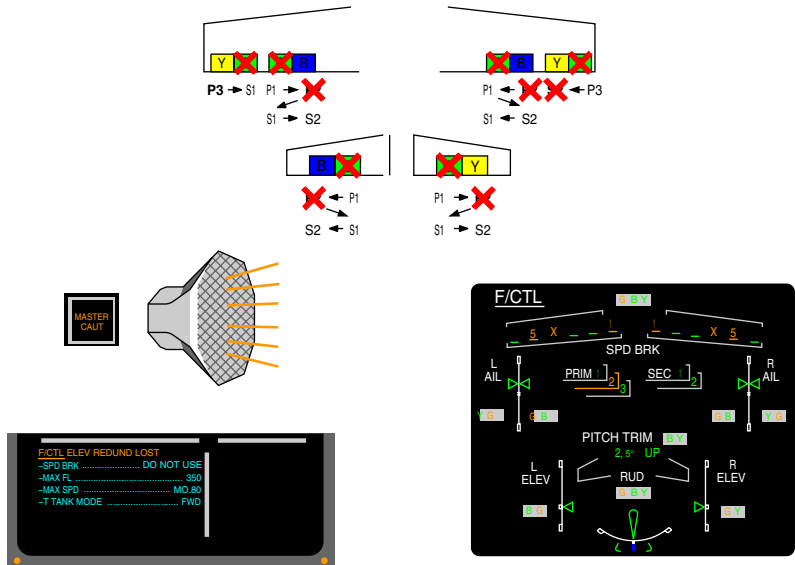 Y B B Y
P3 S1 P1 P1 P3
S1 S2 S1 S2
B Y
P1 P1
S2 S1 S1 S2
MASTER
CAUT
F/CTL ELEV REDUND LOST
-SPD BRK .................... DO NOT USE
-MAX FL ........................... 350
-MAX SPD ........................ MO.80
-T TANK MODE .................. FWD
F/CTL
G B Y
5 X X 5
SPD BRK
L
AIL
PRIM 1 2 3
SEC 1 2
R
AIL
Y G G B G B Y G
PITCH TRIM B Y
2,5° UP
L
ELEV
RUD
R
ELEV
G B Y
B G G Y